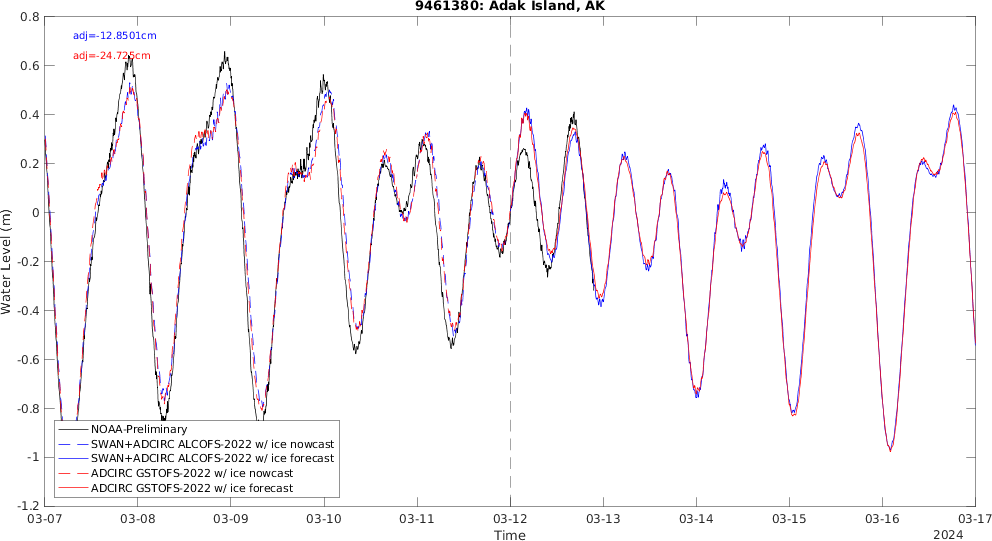 9461380: Adak Island, AK
adj=-12.8501cm
adj=-24.725cm
Water Level (m)
0.8
0.6
0.4
0.2
0
-0.2
-0.4
-0.6
-0.8
-1
-1.2
NOAA-Preliminary
SWAN+ADCIRC ALCOFS-2022 w/ ice nowcast
SWAN+ADCIRC ALCOFS-2022 w/ ice forecast
ADCIRC GSTOFS-2022 w/ ice nowcast
ADCIRC GSTOFS-2022 w/ ice forecast
03-07 03-08 03-09 03-10 03-11 03-12 03-13 03-14 03-15 03-16 03-17
Time
2024